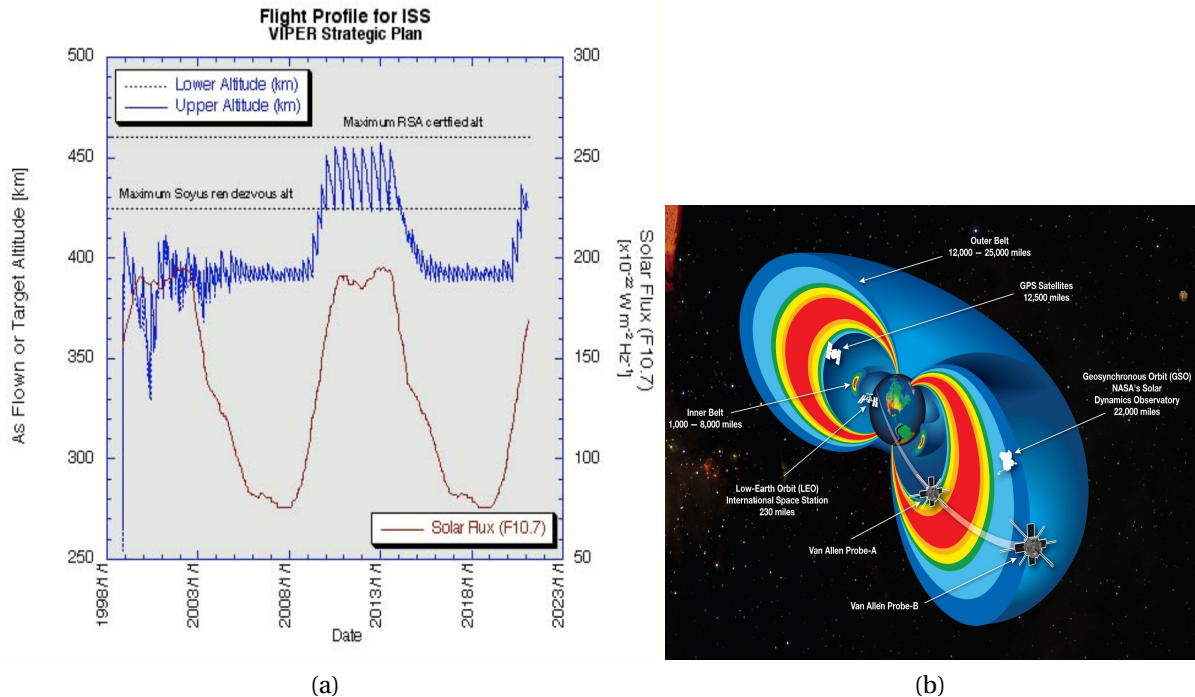 Flight Profile for ISS
VIPER Strategic Plan
500
450
400
350
300
250
300
250
200
150
100
50
Lower Altitude (km)
Upper Altitude (km)
Maximum RSA certfied alt
Maximum Soyus rendezvous alt
Solar Flux (F10.7)
As Flown or Target Altitude [km]
Solar Flux (F10.7)
[x10-22 W m-2 Hz-1]
1998/1/1
2003/1/1
2008/1/1
2013/1/1
2018/1/1
2023/1/1
Date
(a)
Outer Belt
12,000 — 25,000 miles
GPS Satellites
12,500 miles
Geosynchronous Orbit (GSO)
NASA's Solar
Dynamics Observatory
22,000 miles
Inner Belt
1,000 — 8,000 miles
Low-Earth Orbit (LEO)
International Space Station
230 miles
Van Allen Probe-A
Van Allen Probe-B
(b)